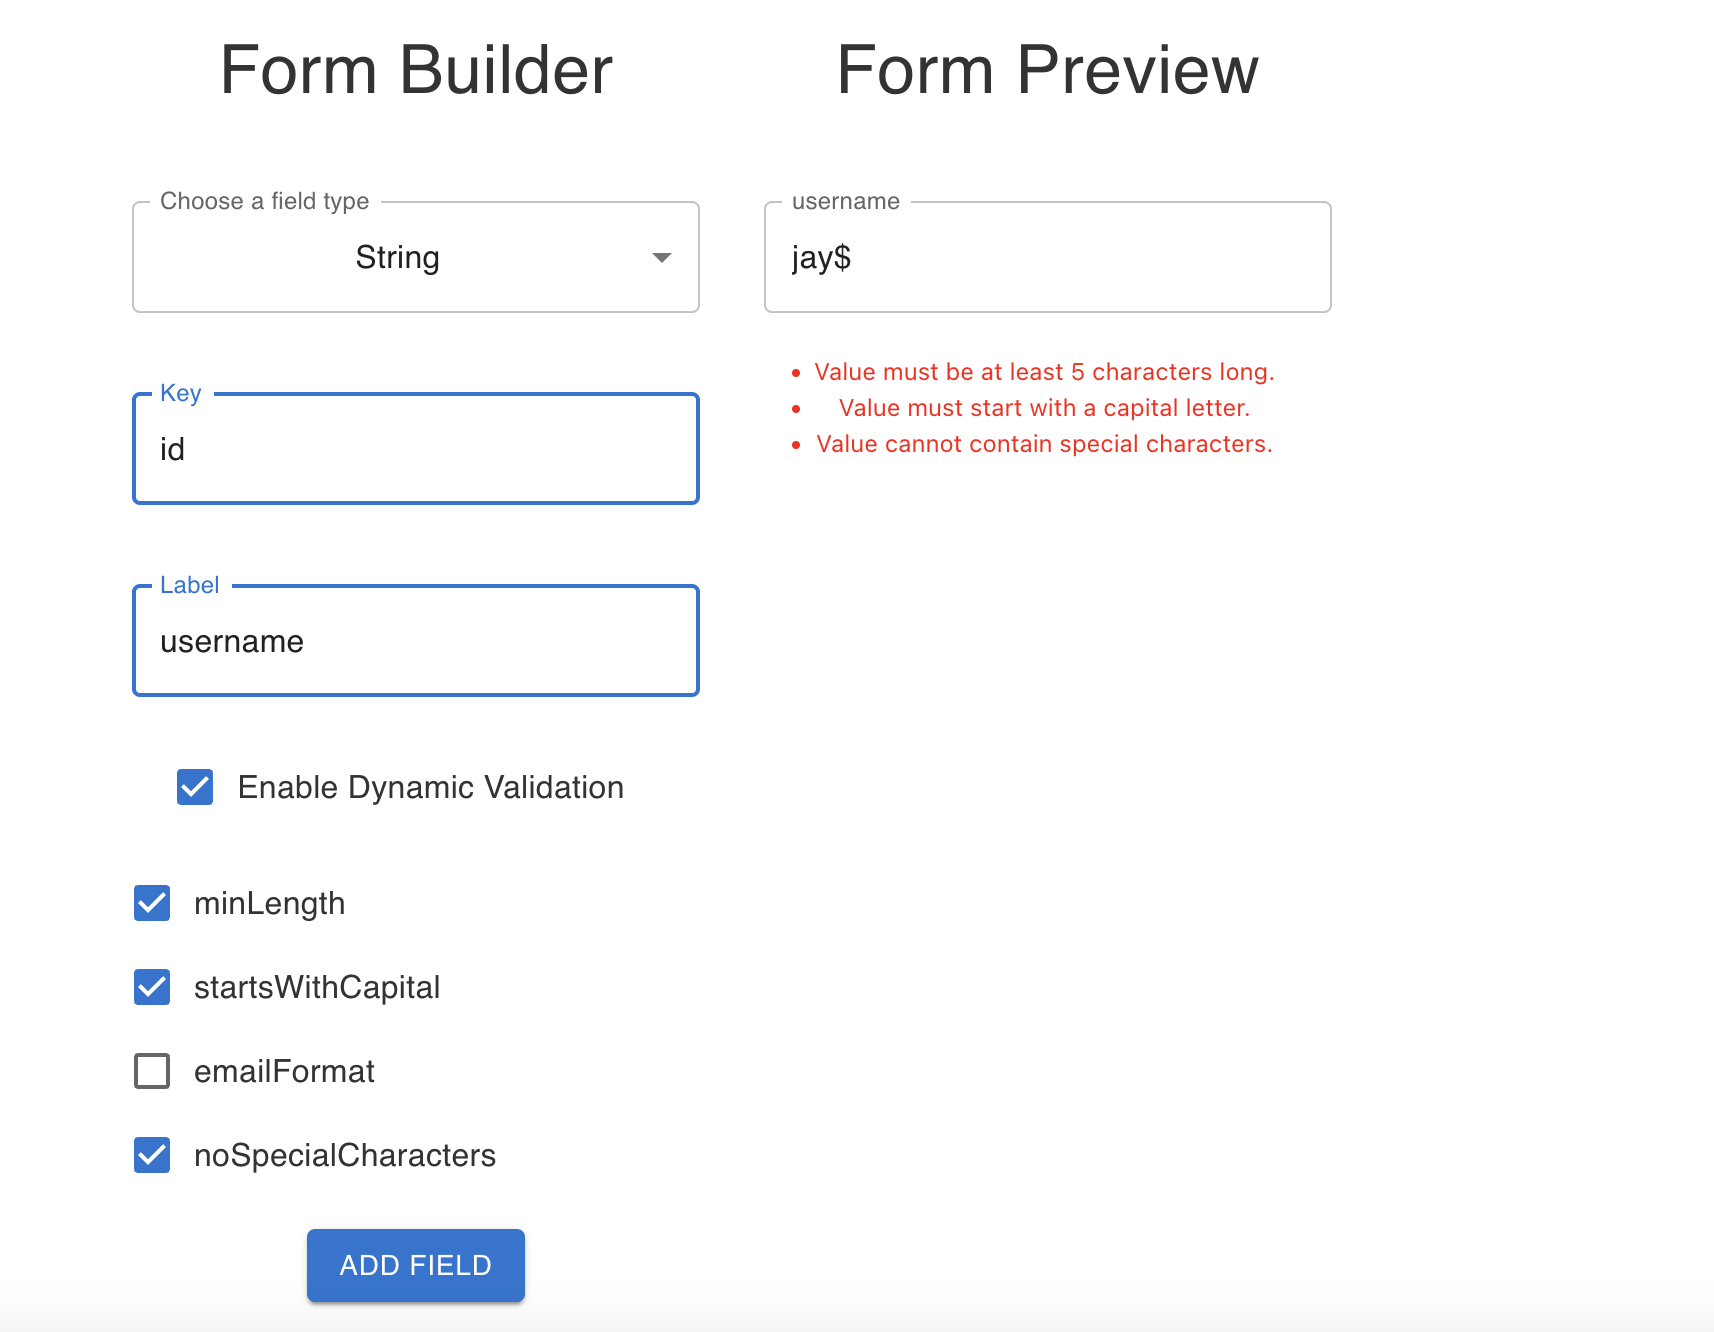 Form Builder
Choose a field type
String
Key
id
Label
username
Enable Dynamic Validation
minLength
startsWithCapital
emailFormat
noSpecialCharacters
ADD FIELD
Form Preview
username
jay$
Value must be at least 5 characters long.
Value must start with a capital letter.
Value cannot contain special characters.